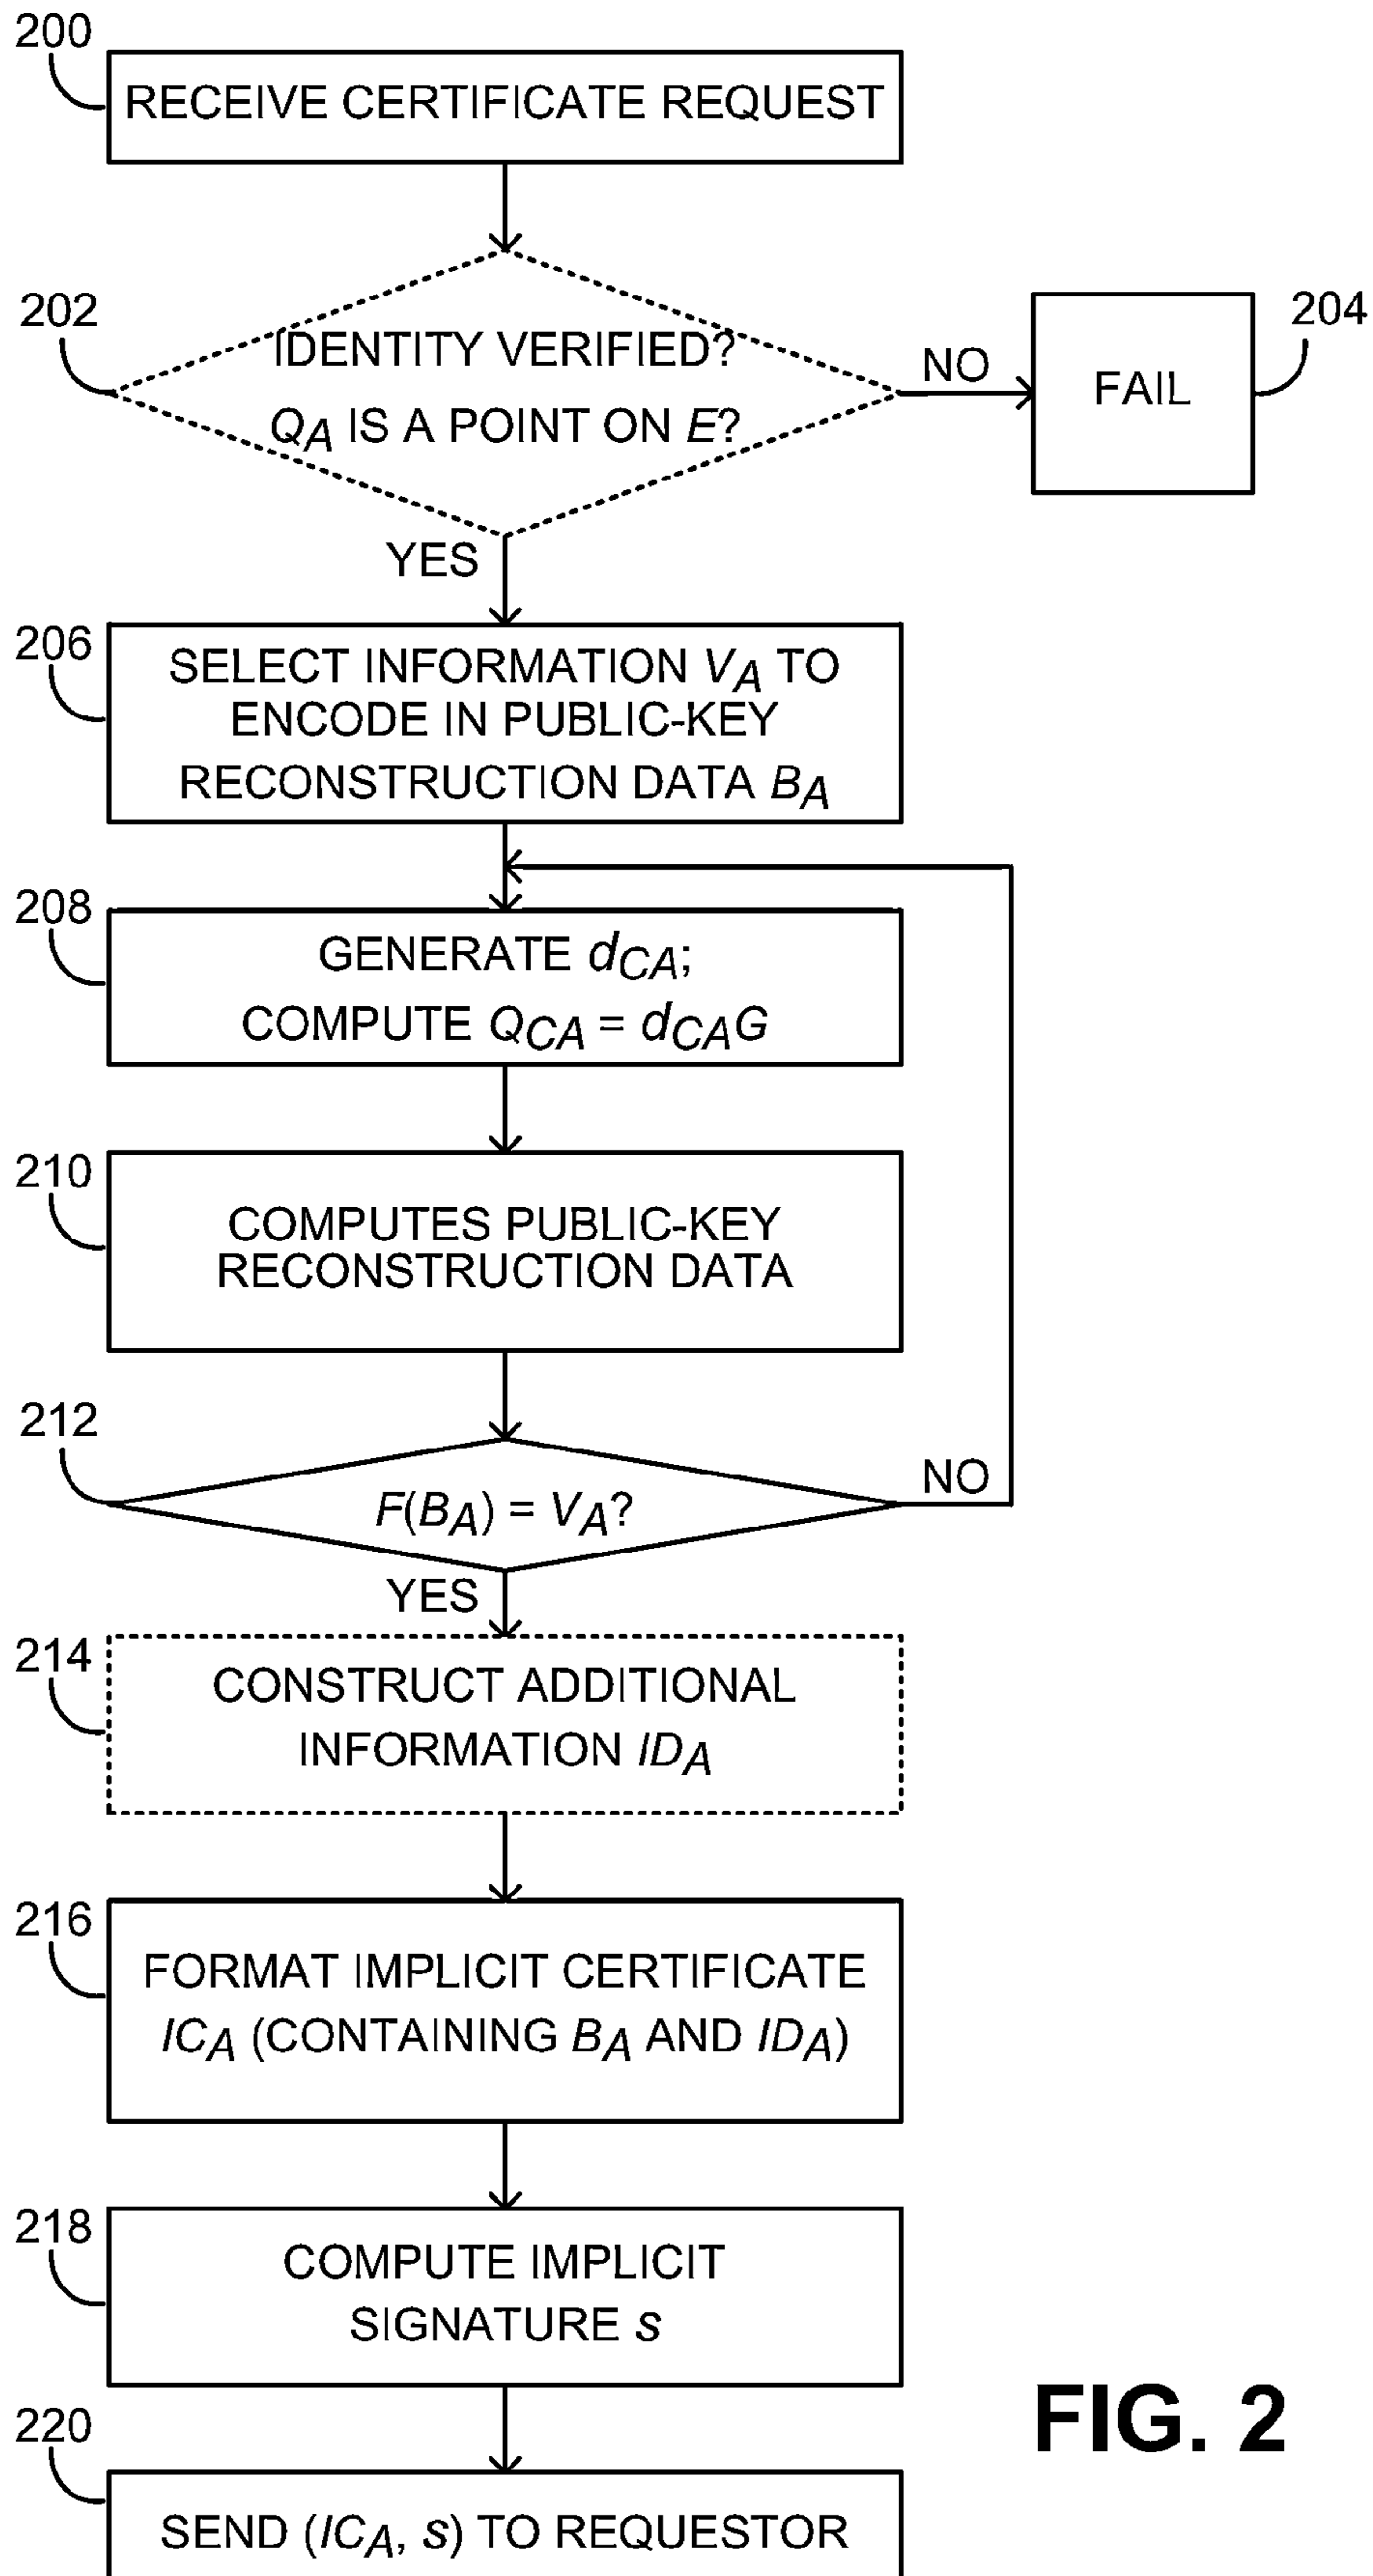 200
RECEIVE CERTIFICATE REQUEST
202
IDENTITY VERIFIED?
QA IS A POINT ON E?
NO
204
FAIL
YES
206
SELECT INFORMATION VA TO
ENCODE IN PUBLIC-KEY
RECONSTRUCTION DATA BA
208
GENERATE dCA;
COMPUTE QCA = dCAG
210
COMPUTES PUBLIC-KEY
RECONSTRUCTION DATA
212
F(BA) = VA?
NO
YES
214
CONSTRUCT ADDITIONAL
INFORMATION IDA
216
FORMAT IMPLICIT CERTIFICATE
ICA (CONTAINING BA AND IDA)
218
COMPUTE IMPLICIT
SIGNATURE s
220
SEND (ICA, s) TO REQUESTOR
FIG. 2